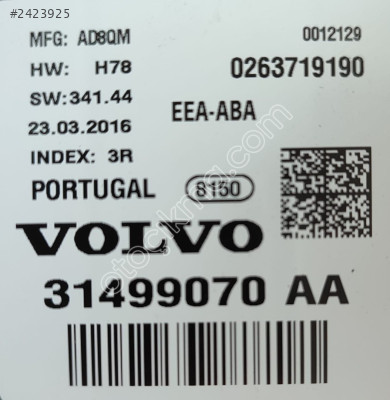 #2423925
MFG: AD8QM 0012129
HW: H78 0263719190
SW:341.44 EEA-ABA
23.03.2016
INDEX: 3R
PORTUGAL 8150
VOLVO
31499070 AA